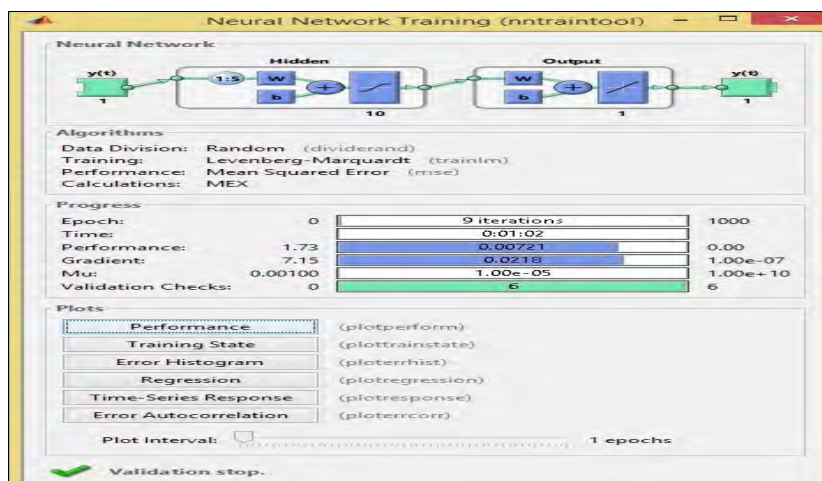 Neural Network Training (nntraintool)
Neural Network
Hidden
Output
y(t)
1:5
W
W
y(t)
b
b
1
10
1
1
Algorithms
Data Division: Random (dividerand)
Training: Levenberg-Marquardt (trainlm)
Performance: Mean Squared Error (mse)
Calculations: MEX
Progress
Epoch: 0 9 iterations 1000
Time: 0:01:02
Performance: 1.73 0.00721 0.00
Gradient: 7.15 0.0218 1.00e-07
Mu: 0.00100 1.00e-05 1.00e+10
Validation Checks: 0 6 6
Plots
Performance (plotperform)
Training State (plottrainstate)
Error Histogram (ploterrhist)
Regression (plotregression)
Time-Series Response (plotresponse)
Error Autocorrelation (ploterrcorr)
Plot Interval: 1 epochs
Validation stop.